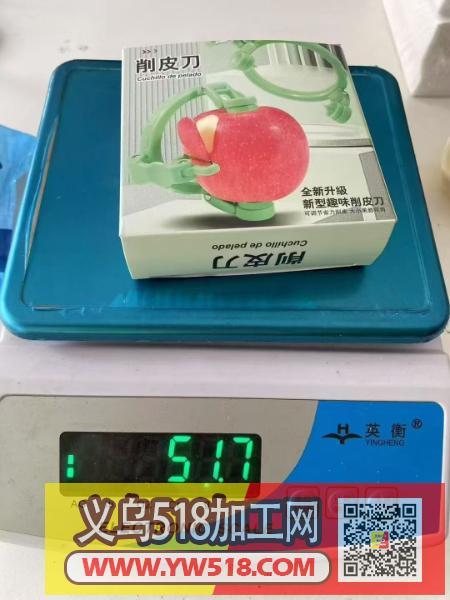 >>>
削皮刀
Cuchillo de pelado
全新升級
新型趣味削皮刀
Cuchillo de pelado
削皮刀
H
英衡®
YINGHENG
51.7
义乌518加工网
WWW.YW518.COM